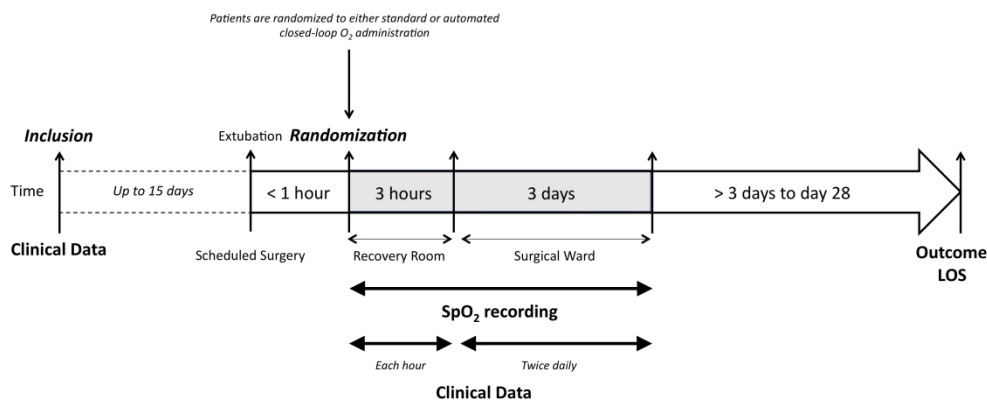 Patients are randomized to either standard or automated
closed-loop O₂ administration
Inclusion
Extubation
Randomization
Time
Up to 15 days
< 1 hour
3 hours
3 days
> 3 days to day 28
Clinical Data
Scheduled Surgery
Recovery Room
Surgical Ward
Outcome
LOS
SpO₂ recording
Each hour
Twice daily
Clinical Data